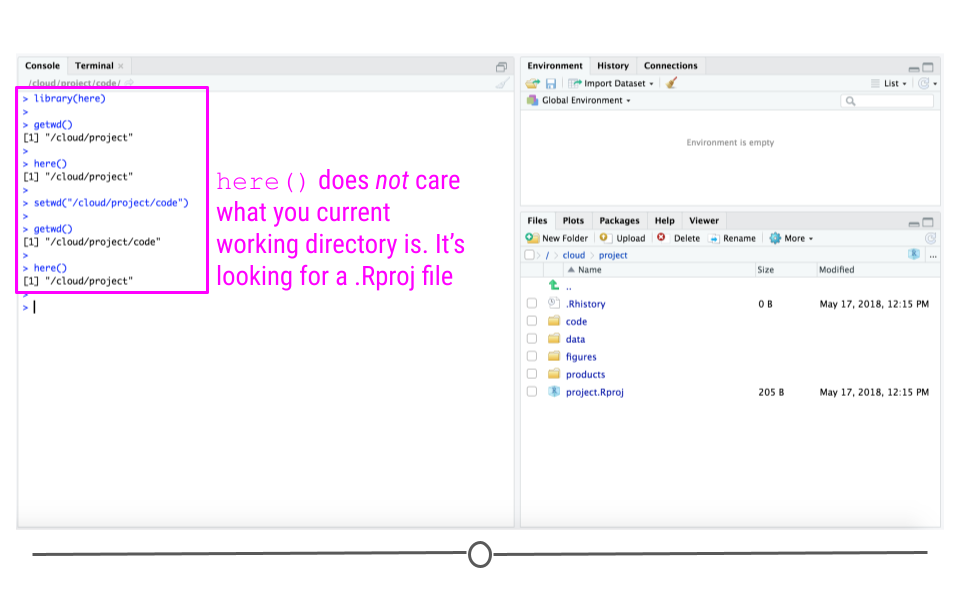 Console Terminal
/cloud/project/code/
> library(here)
>
> getwd()
[1] "/cloud/project"
>
> here()
[1] "/cloud/project"
>
> setwd("/cloud/project/code")
>
> getwd()
[1] "/cloud/project/code"
>
> here()
[1] "/cloud/project"
>
>
here() does not care
what you current
working directory is. It's
looking for a .Rproj file
Environment History Connections
Import Dataset List
Global Environment
Environment is empty
Files Plots Packages Help Viewer
New Folder Upload Delete Rename More
/ cloud project ...
Name Size Modified
..
.Rhistory 0 B May 17, 2018, 12:15 PM
code
data
figures
products
project.Rproj 205 B May 17, 2018, 12:15 PM